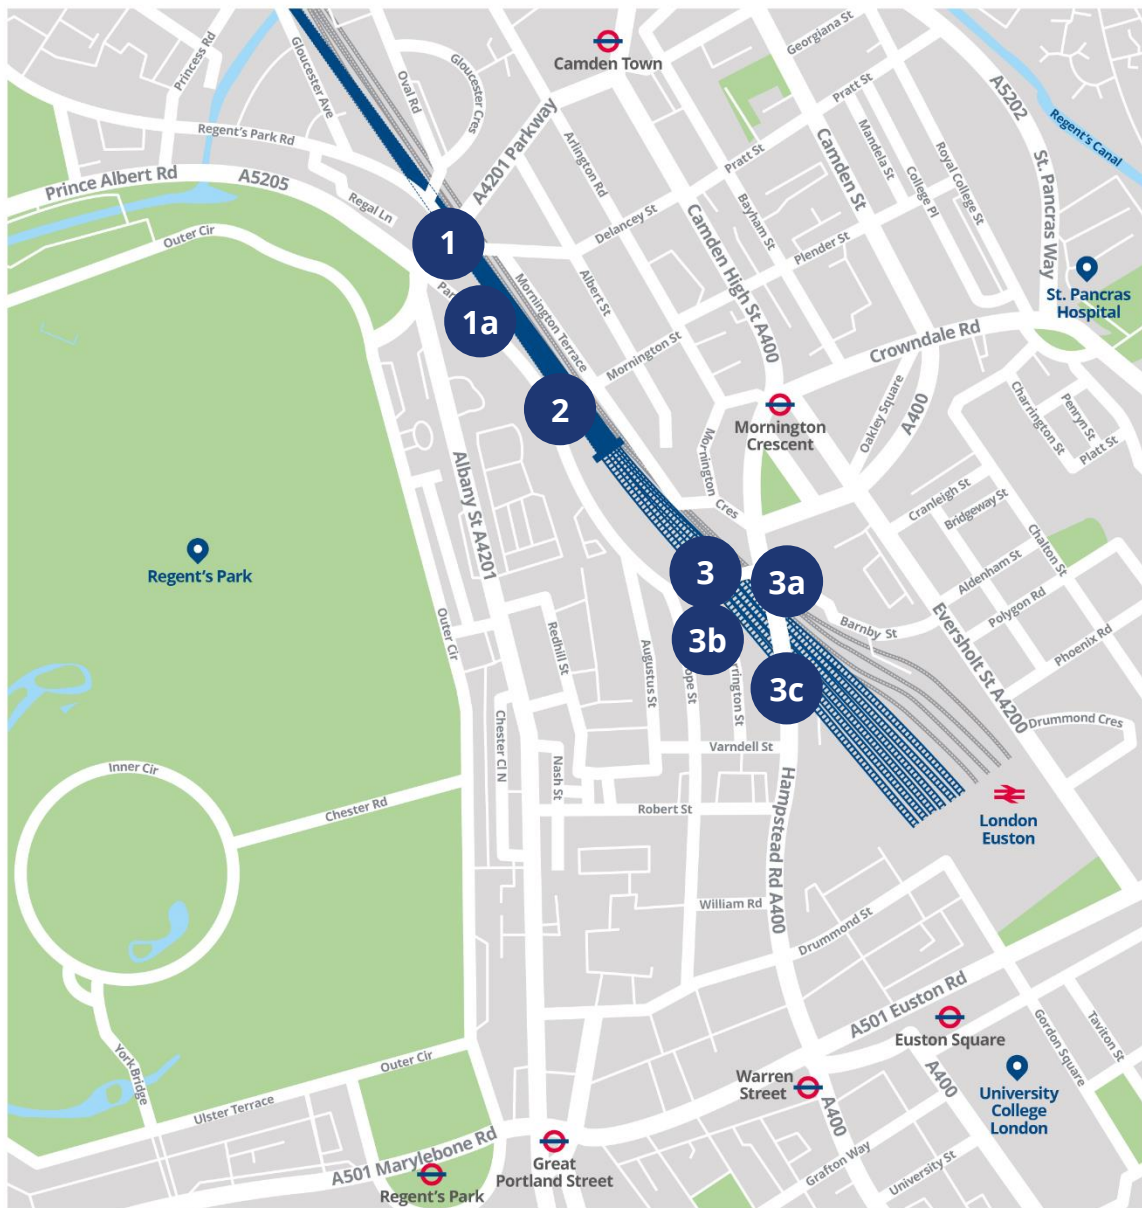 Princess Rd
Gloucester Ave
Oval Rd
Gloucester Cres
Camden Town
Georgiana St
Pratt St
A5202
Regent's Canal
Regent's Park Rd
A4201 Parkway
Arlington Rd
Pratt St
Camden St
Mandela St
College Pl
Royal College St
St. Pancras Way
Prince Albert Rd
A5205
Regal Ln
Outer Cir
Delancey St
Bayham St
Plender St
Camden High St A400
1
1a
2
Mornington Terrace
Albert St
Mornington St
St. Pancras
Hospital
Crowndale Rd
Oakley Square
A400
Charrington St
Penryn St
Platt St
Mornington
Crescent
Mornington
Cres
Albany St A4201
Cranleigh St
Bridgeway St
Chalton St
Aldenham St
Polygon Rd
Phoenix Rd
Eversholt St A4200
Drummond Cres
Regent's Park
Outer Cir
3
3a
3b
3c
Barnby St
Redhill St
Augustus St
Varndell St
Chester Cl N
Nash St
Robert St
Hampstead Rd A400
London
Euston
Inner Cir
Chester Rd
William Rd
Drummond St
A501 Euston Rd
Euston Square
Gordon Square
Taviton St
York Bridge
Outer Cir
Ulster Terrace
Warren
Street
A400
A400
University
College
London
A501 Marylebone Rd
Regent's Park
Great
Portland Street
Grafton Way
University St